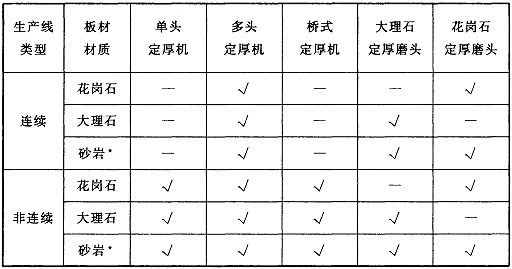 生产线类型 板材材质 单头定厚机 多头定厚机 桥式定厚机 大理石定厚磨头 花岗石定厚磨头
连续 花岗石 — √ — — √
大理石 — √ — √ —
砂岩* — √ — √ √
非连续 花岗石 √ √ √ — √
大理石 √ √ √ √ —
砂岩* √ √ √ √ √